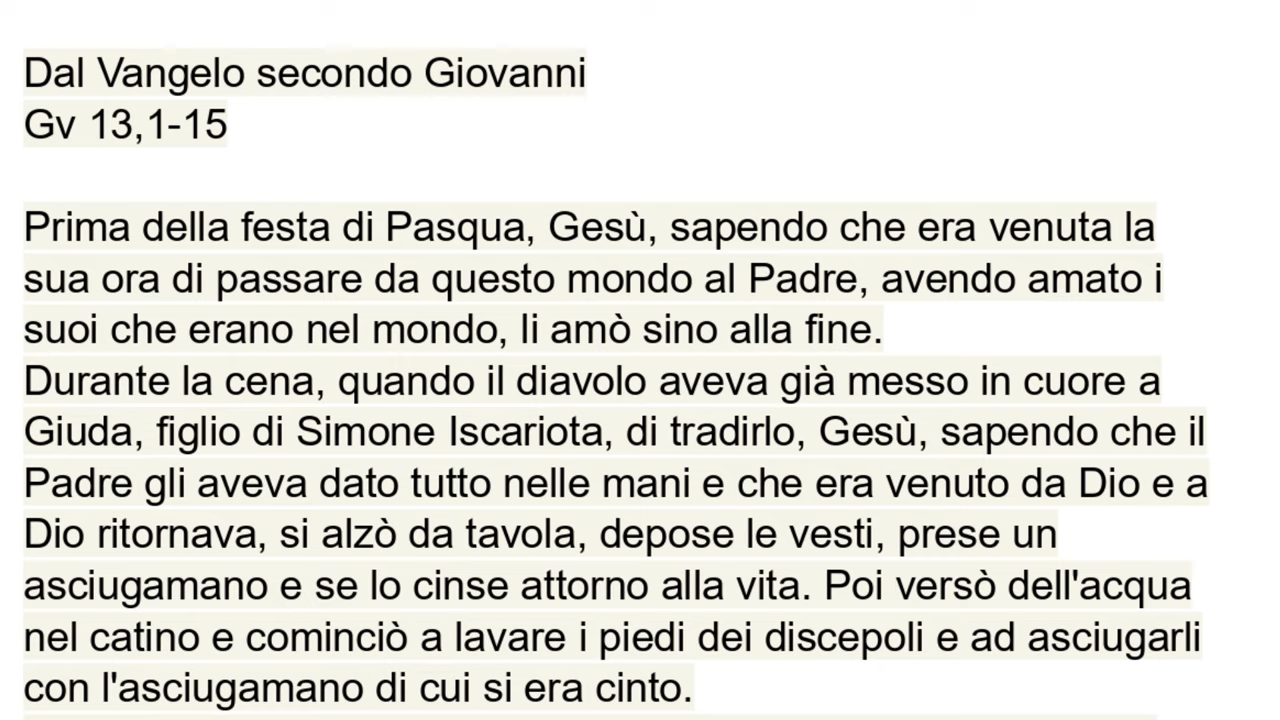 Dal Vangelo secondo Giovanni
Gv 13,1-15
Prima della festa di Pasqua, Gesù, sapendo che era venuta la
sua ora di passare da questo mondo al Padre, avendo amato i
suoi che erano nel mondo, li amò sino alla fine.
Durante la cena, quando il diavolo aveva già messo in cuore a
Giuda, figlio di Simone Iscariota, di tradirlo, Gesù, sapendo che il
Padre gli aveva dato tutto nelle mani e che era venuto da Dio e a
Dio ritornava, si alzò da tavola, depose le vesti, prese un
asciugamano e se lo cinse attorno alla vita. Poi versò dell'acqua
nel catino e cominciò a lavare i piedi dei discepoli e ad asciugarli
con l'asciugamano di cui si era cinto.